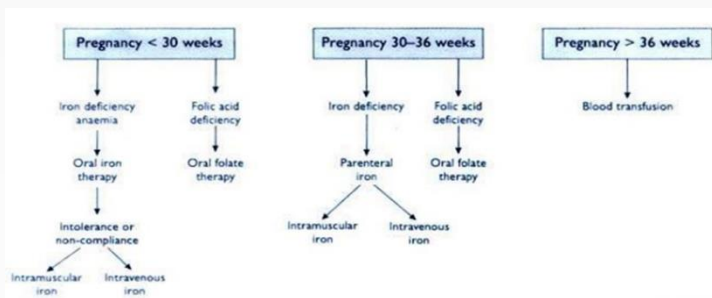 Pregnancy < 30 weeks
Iron deficiency
anaemia
Folic acid
deficiency
Oral iron
therapy
Oral folate
therapy
Intolerance or
non-compliance
Intramuscular
iron
Intravenous
iron
Pregnancy 30–36 weeks
Iron deficiency
Folic acid
deficiency
Parenteral
iron
Oral folate
therapy
Intramuscular
iron
Intravenous
iron
Pregnancy > 36 weeks
Blood transfusion